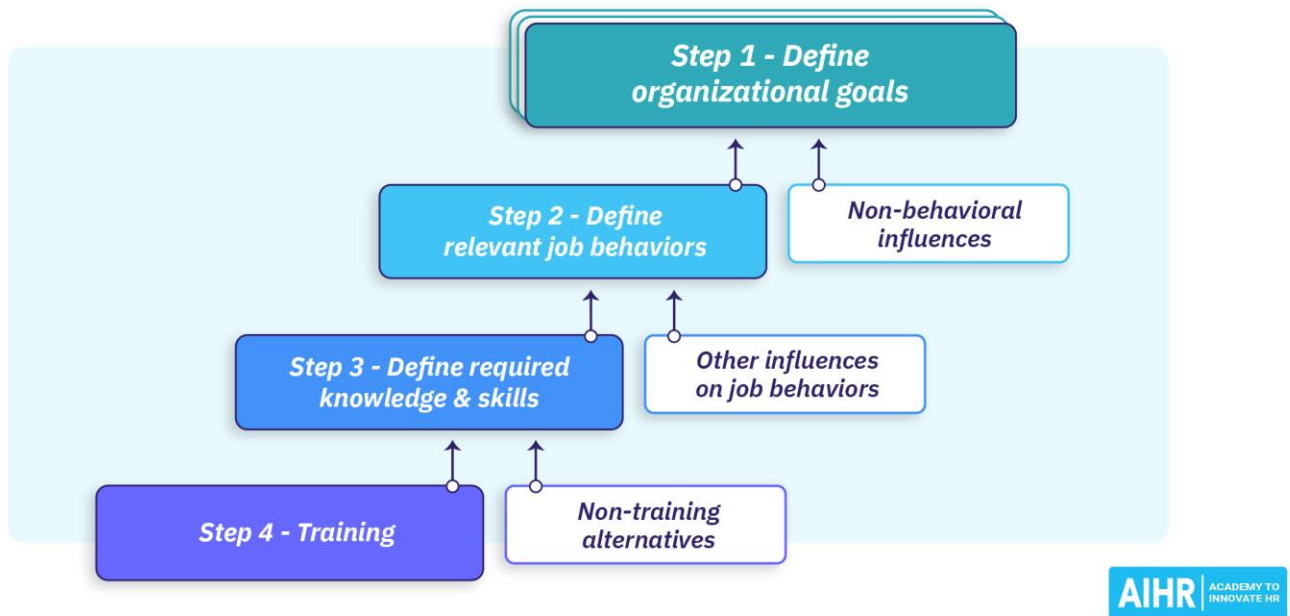 Step 1 - Define
organizational goals
Step 2 - Define
relevant job behaviors
Non-behavioral
influences
Step 3 - Define required
knowledge & skills
Other influences
on job behaviors
Step 4 - Training
Non-training
alternatives
AIHR
ACADEMY TO
INNOVATE HR